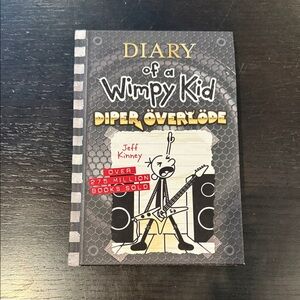 DIARY
of a
Wimpy Kid
DIPER ÖVERLÖDE
Jeff
Kinney
OVER
275 MILLION
BOOKS SOLD